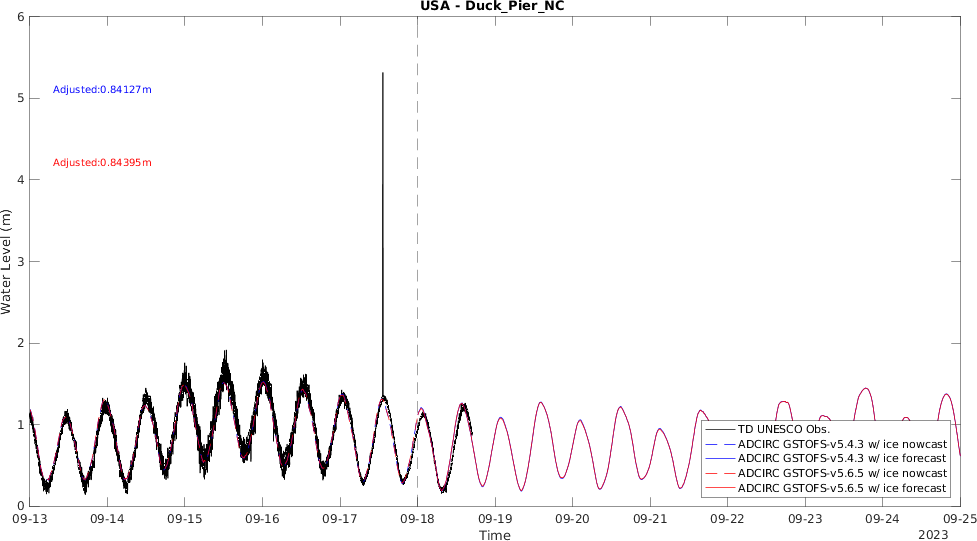 USA - Duck_Pier_NC
6
5
4
3
2
1
0
Water Level (m)
Adjusted:0.84127m
Adjusted:0.84395m
TD UNESCO Obs.
ADCIRC GSTOFS-v5.4.3 w/ ice nowcast
ADCIRC GSTOFS-v5.4.3 w/ ice forecast
ADCIRC GSTOFS-v5.6.5 w/ ice nowcast
ADCIRC GSTOFS-v5.6.5 w/ ice forecast
09-13 09-14 09-15 09-16 09-17 09-18 09-19 09-20 09-21 09-22 09-23 09-24 09-25
Time
2023